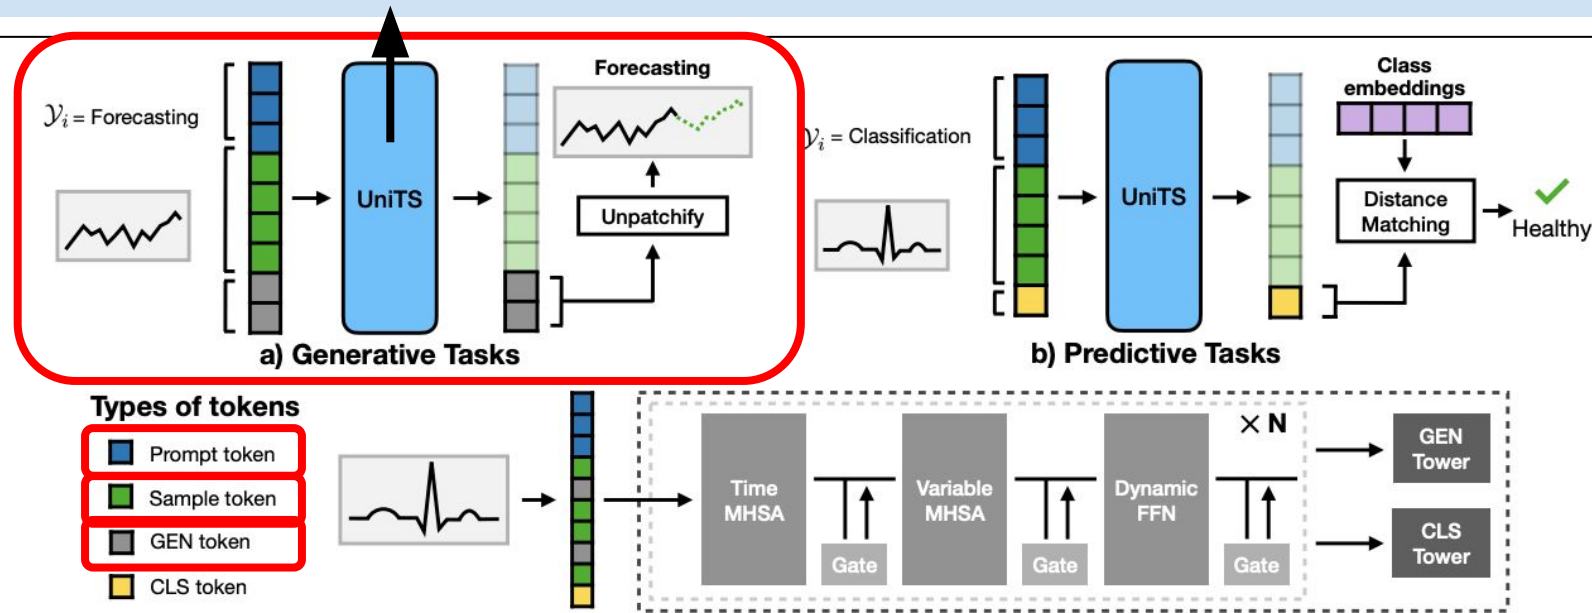 𝒴ᵢ = Forecasting
UniTS
Forecasting
Unpatchify
a) Generative Tasks
𝒴ᵢ = Classification
UniTS
Class
embeddings
Distance
Matching
Healthy
b) Predictive Tasks
Types of tokens
Prompt token
Sample token
GEN token
CLS token
Time
MHSA
Gate
Variable
MHSA
Gate
Dynamic
FFN
Gate
× N
GEN
Tower
CLS
Tower